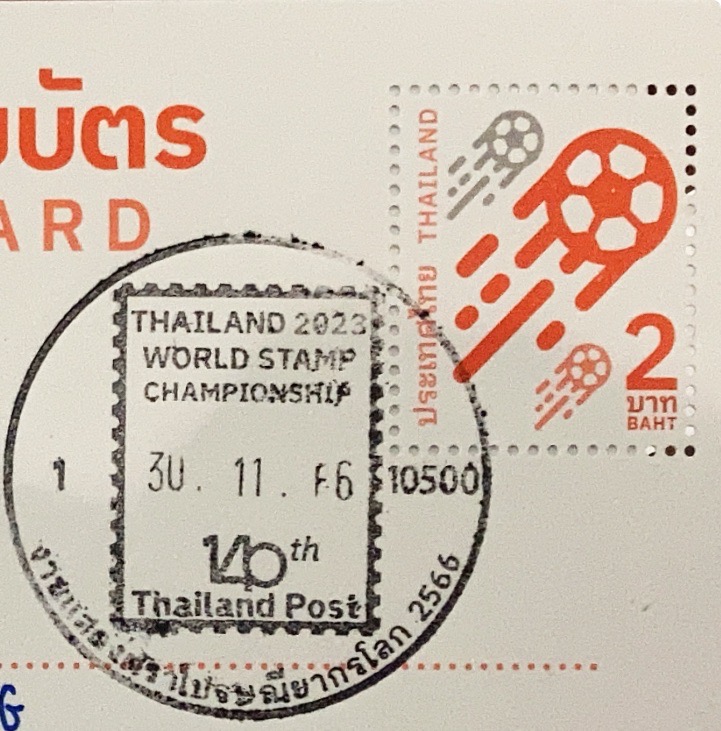 บัตร
ARD
THAILAND
ประเทศไทย
2
บาท
BAHT
THAILAND 2023
WORLD STAMP
CHAMPIONSHIP
1
30. 11. 66
10500
140th
Thailand Post
งานแสดงตราไปรษณียากรโลก 2566
G